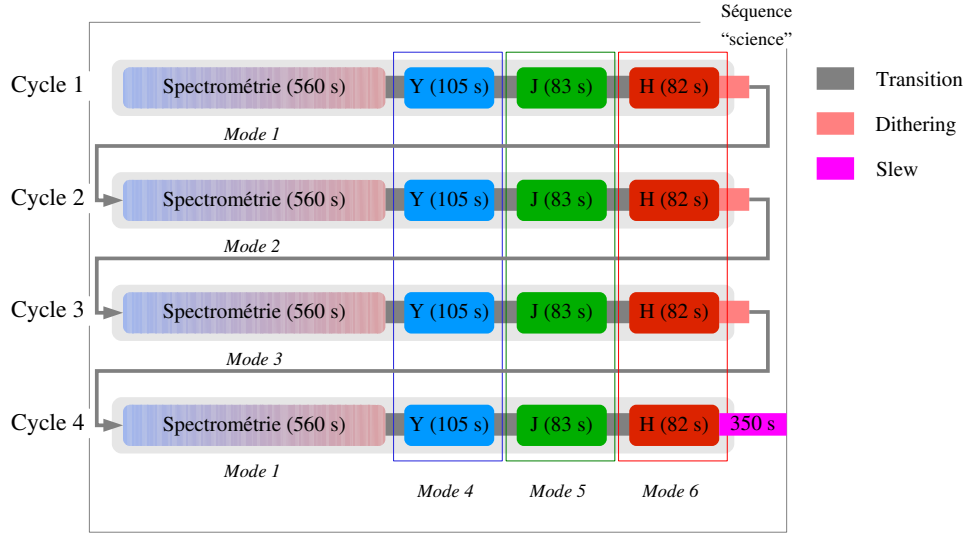 Séquence
“science”
Cycle 1
Spectrométrie (560 s)
Y (105 s)
J (83 s)
H (82 s)
Mode 1
Transition
Dithering
Slew
Cycle 2
Spectrométrie (560 s)
Y (105 s)
J (83 s)
H (82 s)
Mode 2
Cycle 3
Spectrométrie (560 s)
Y (105 s)
J (83 s)
H (82 s)
Mode 3
Cycle 4
Spectrométrie (560 s)
Y (105 s)
J (83 s)
H (82 s)
350 s
Mode 1
Mode 4
Mode 5
Mode 6